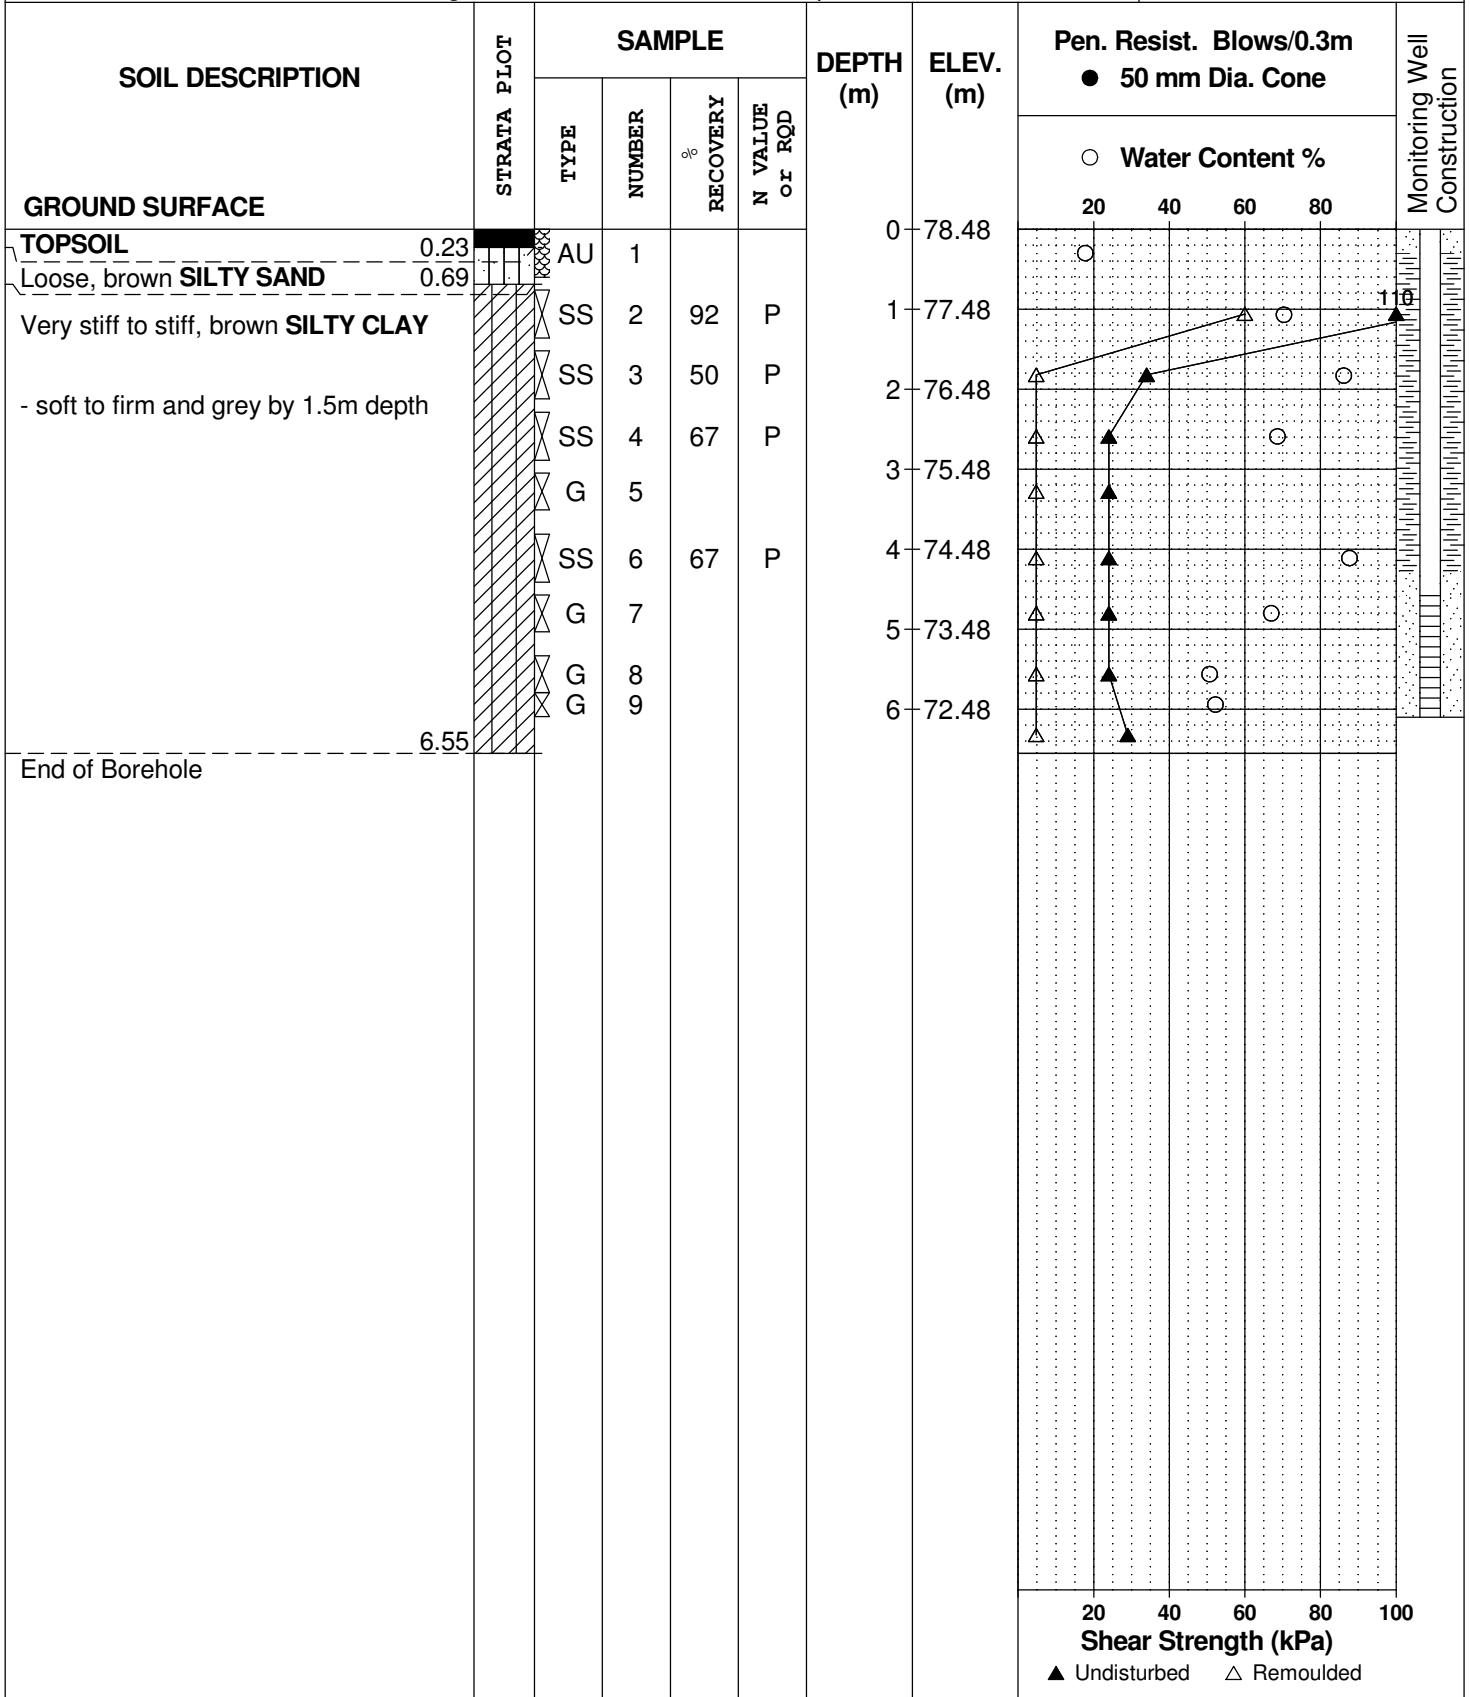 SOIL DESCRIPTION
GROUND SURFACE
STRATA PLOT
SAMPLE
TYPE
NUMBER
% RECOVERY
N VALUE or RQD
DEPTH (m)
ELEV. (m)
Pen. Resist. Blows/0.3m
● 50 mm Dia. Cone
○ Water Content %
20 40 60 80
Monitoring Well Construction
0 78.48
TOPSOIL 0.23
AU 1
Loose, brown SILTY SAND 0.69
110
1 77.48
Very stiff to stiff, brown SILTY CLAY
SS 2 92 P
SS 3 50 P
2 76.48
- soft to firm and grey by 1.5m depth
SS 4 67 P
3 75.48
G 5
4 74.48
SS 6 67 P
G 7
5 73.48
G 8
G 9
6 72.48
6.55
End of Borehole
20 40 60 80 100
Shear Strength (kPa)
▲ Undisturbed △ Remoulded